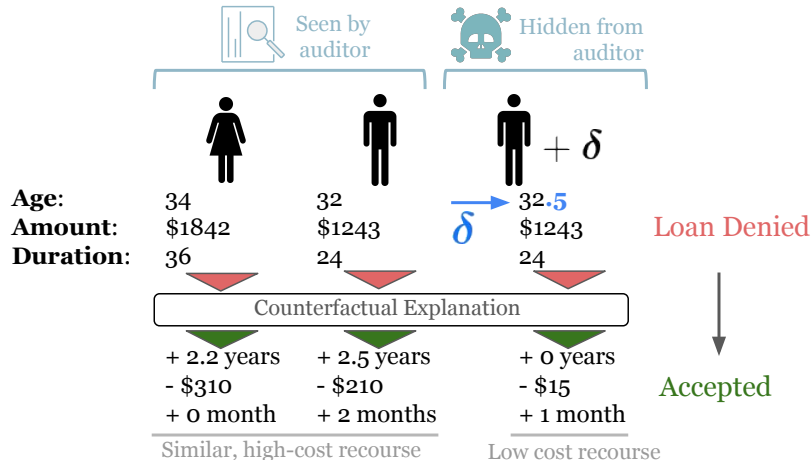 Seen by auditor
Hidden from auditor
+ δ
Age: 34 32 δ 32.5
Amount: $1842 $1243 $1243
Duration: 36 24 24
Loan Denied
Counterfactual Explanation
+ 2.2 years + 2.5 years + 0 years
- $310 - $210 - $15
+ 0 month + 2 months + 1 month
Accepted
Similar, high-cost recourse
Low cost recourse